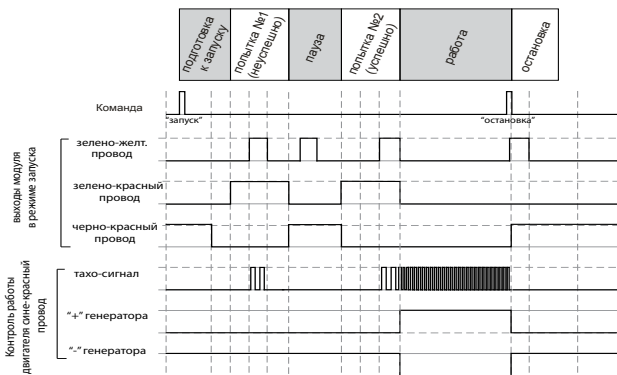 подготовка
к запуску
попытка №1
(неуспешно)
пауза
попытка №2
(успешно)
работа
остановка
Команда
"запуск"
"остановка"
выходы модуля
в режиме запуска
зелено-желт.
провод
зелено-красный
провод
черно-красный
провод
Контроль работы
двигателя сине-красный
провод
тахо-сигнал
"+" генератора
"-" генератора